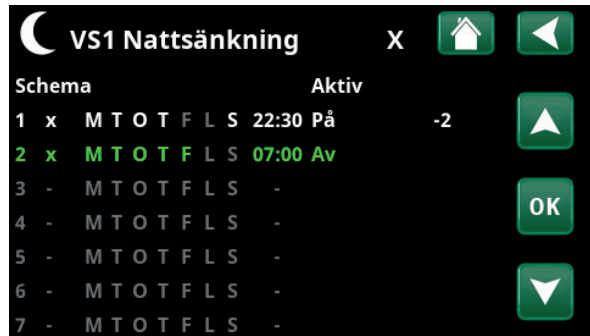 VS1 Nattsänkning X
Schema Aktiv
1 x M T O T F L S 22:30 På -2
2 x M T O T F L S 07:00 Av
3 - M T O T F L S -
4 - M T O T F L S -
5 - M T O T F L S -
6 - M T O T F L S -
7 - M T O T F L S -
OK